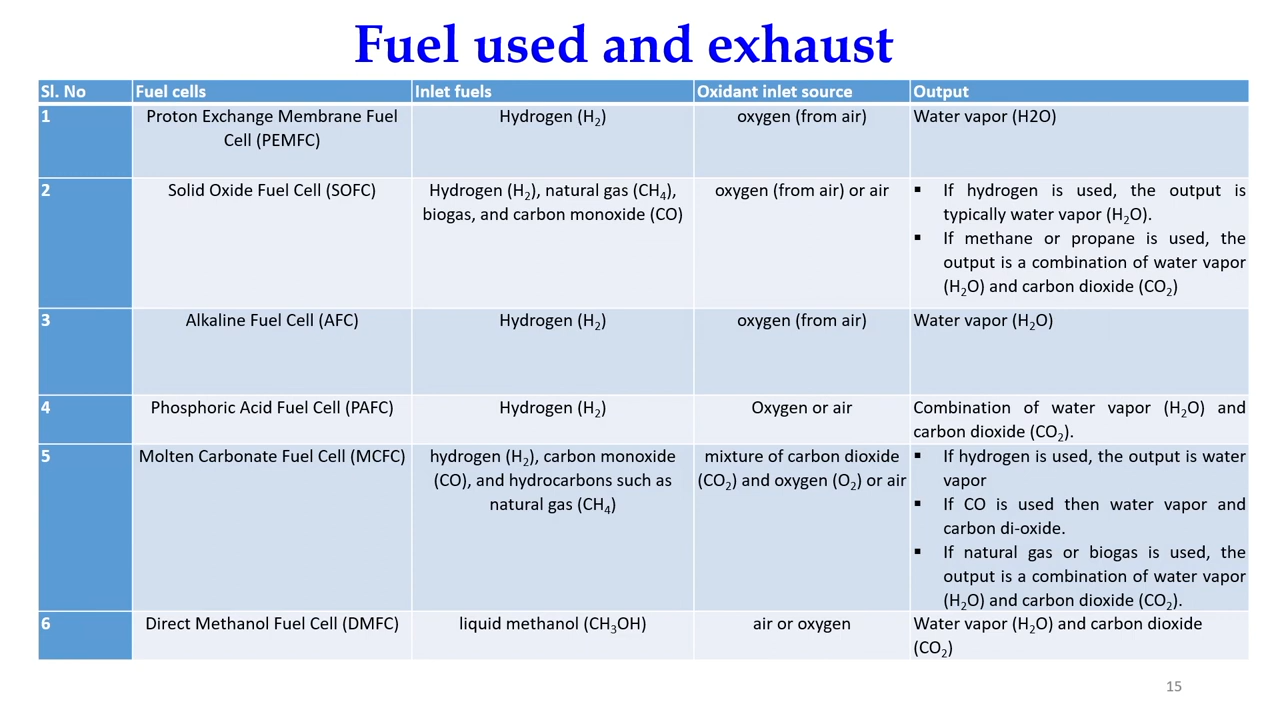 Fuel used and exhaust
Sl. No Fuel cells Inlet fuels Oxidant inlet source Output
1 Proton Exchange Membrane Fuel Cell (PEMFC) Hydrogen (H₂) oxygen (from air) Water vapor (H2O)
2 Solid Oxide Fuel Cell (SOFC) Hydrogen (H₂), natural gas (CH₄), biogas, and carbon monoxide (CO) oxygen (from air) or air
▪ If hydrogen is used, the output is
typically water vapor (H₂O).
▪ If methane or propane is used, the
output is a combination of water vapor
(H₂O) and carbon dioxide (CO₂)
3 Alkaline Fuel Cell (AFC) Hydrogen (H₂) oxygen (from air) Water vapor (H₂O)
4 Phosphoric Acid Fuel Cell (PAFC) Hydrogen (H₂) Oxygen or air Combination of water vapor (H₂O) and
carbon dioxide (CO₂).
5 Molten Carbonate Fuel Cell (MCFC) hydrogen (H₂), carbon monoxide (CO), and hydrocarbons such as natural gas (CH₄) mixture of carbon dioxide (CO₂) and oxygen (O₂) or air
▪ If hydrogen is used, the output is water
vapor
▪ If CO is used then water vapor and
carbon di-oxide.
▪ If natural gas or biogas is used, the
output is a combination of water vapor
(H₂O) and carbon dioxide (CO₂).
6 Direct Methanol Fuel Cell (DMFC) liquid methanol (CH₃OH) air or oxygen Water vapor (H₂O) and carbon dioxide
(CO₂)
15